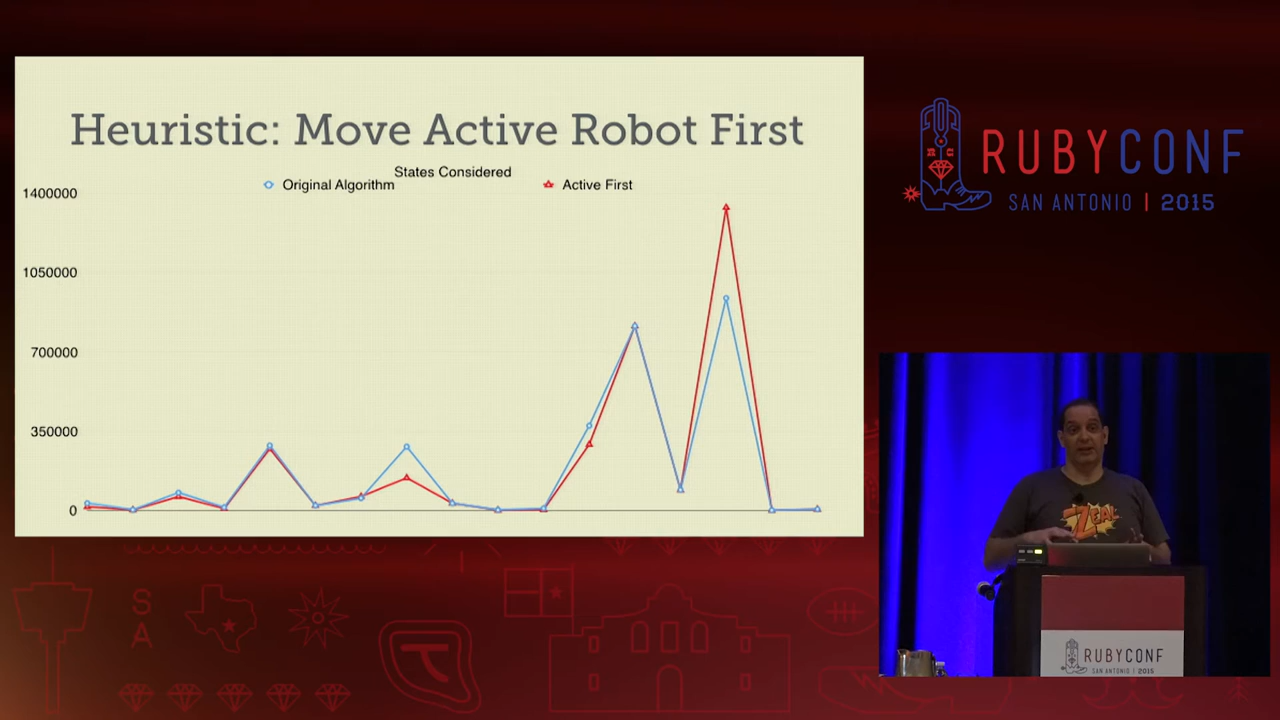 Heuristic: Move Active Robot First
States Considered
Original Algorithm
Active First
1400000
1050000
700000
350000
0
RUBYCONF
SAN ANTONIO | 2015
S
A
ZEAL
RUBYCONF
SAN ANTONIO | 2015